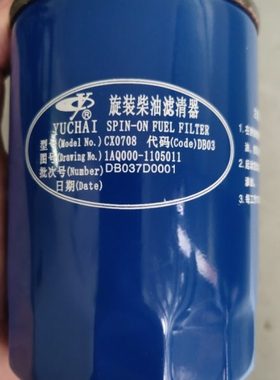 旋装柴油滤清器
YUCHAI SPIN-ON FUEL FILTER
型号(Model No.) CX0708 代码(Code)DB03
图号(Drawing No.) 1AQ000-1105011
批次号(Number) DB037D0001
日期(Date)
®